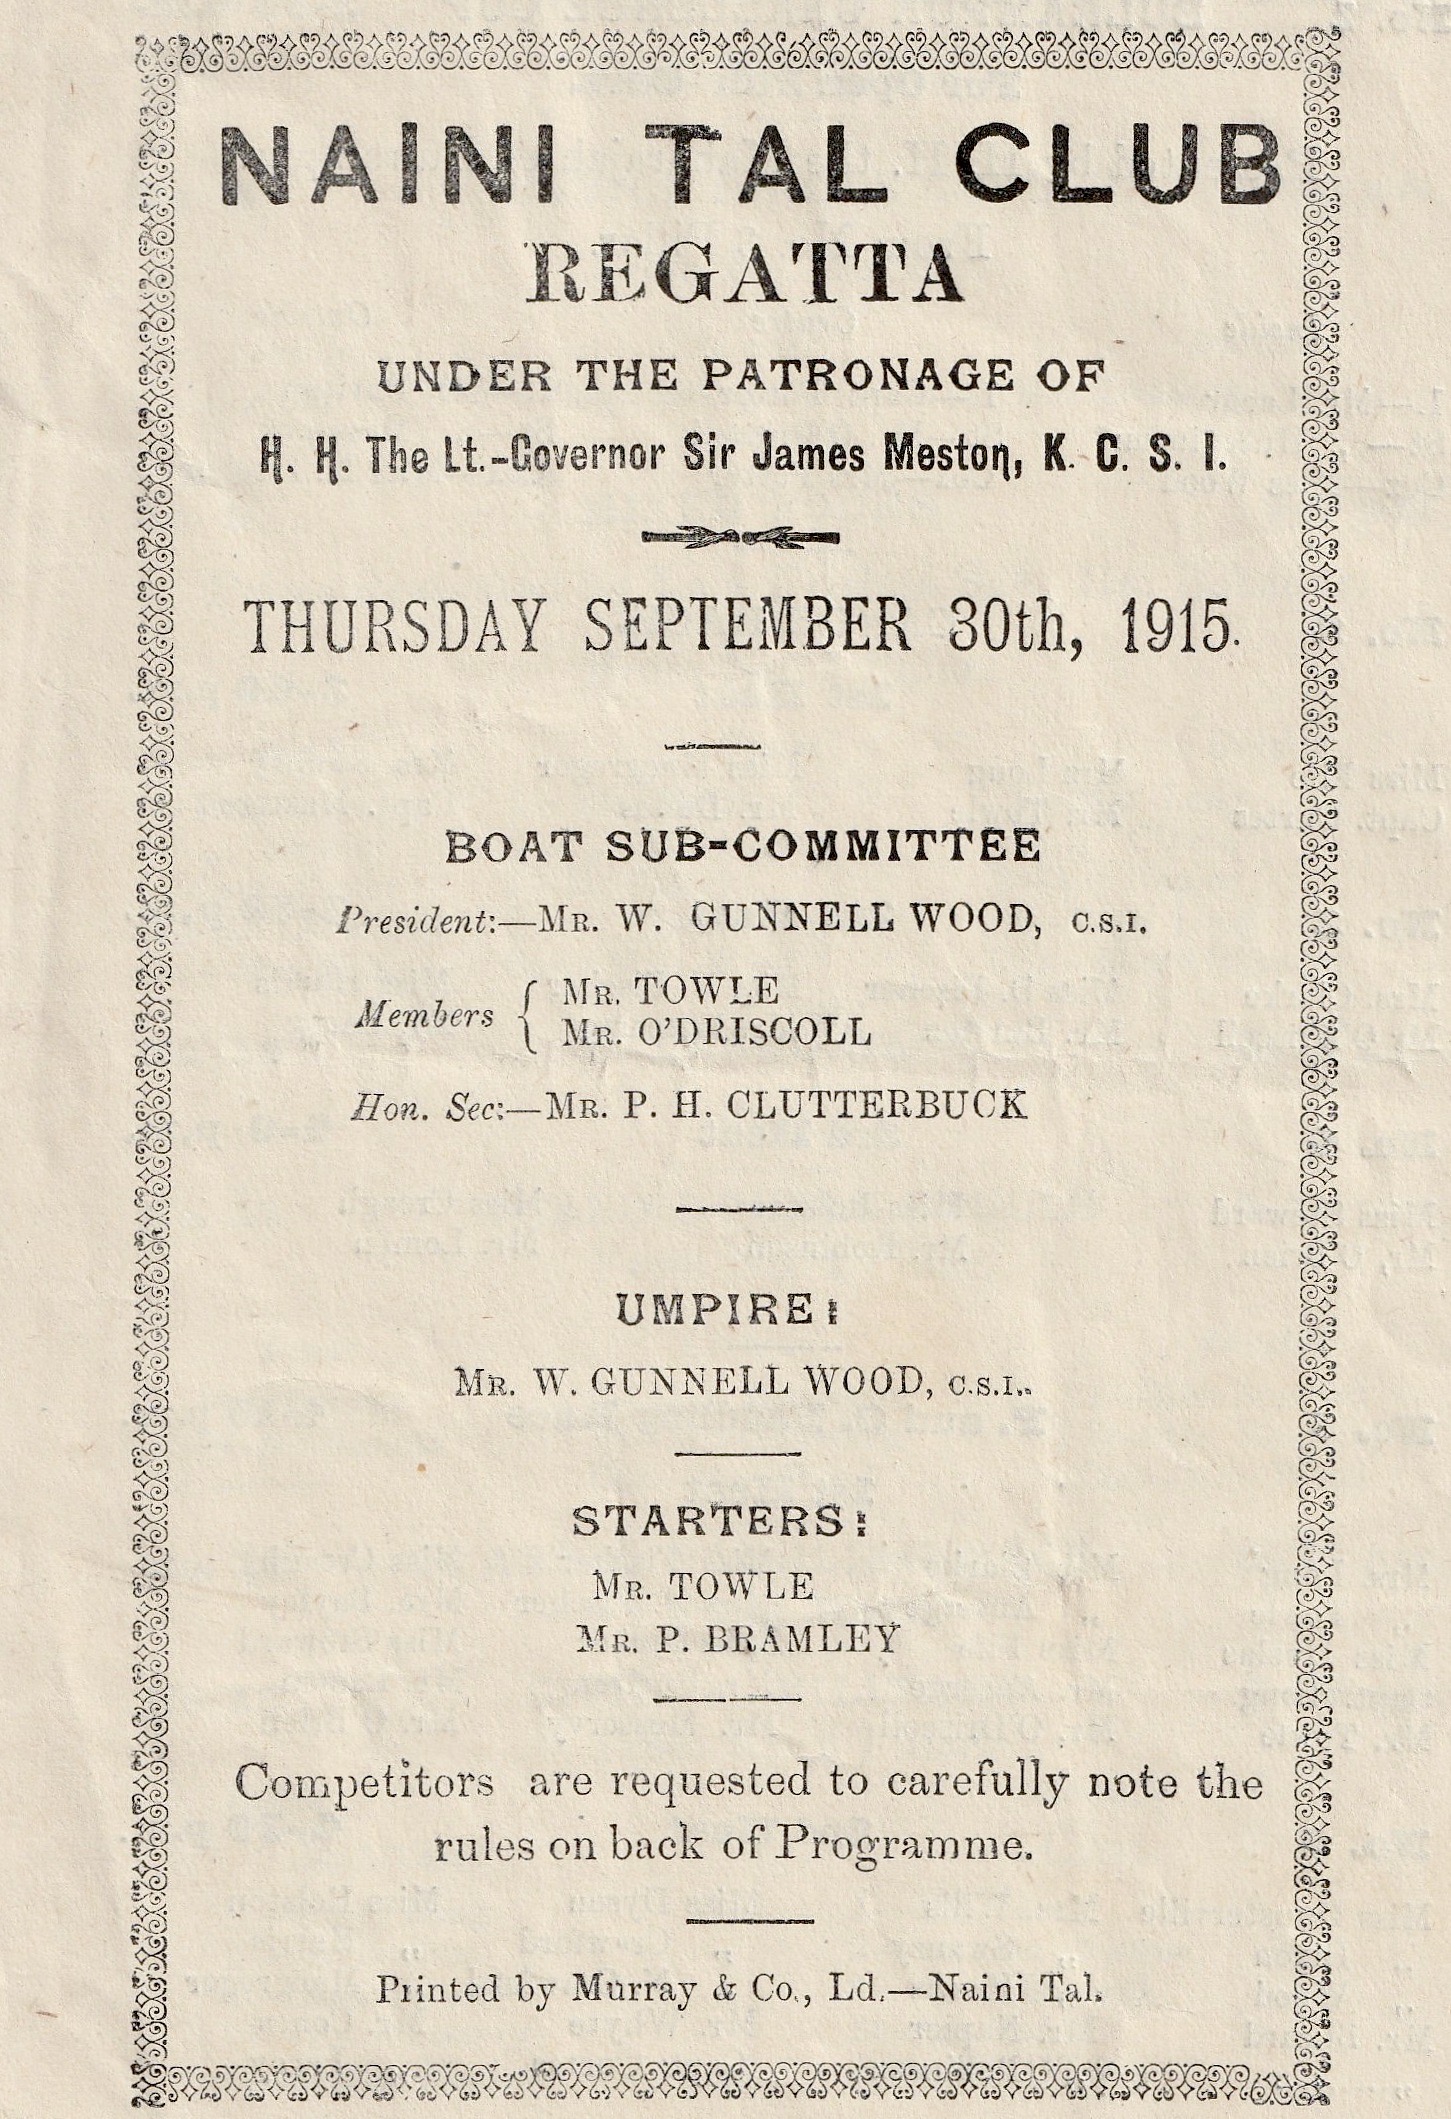 NAINI TAL CLUB
REGATTA
UNDER THE PATRONAGE OF
H. H. The Lt.-Governor Sir James Meston, K. C. S. I.
THURSDAY SEPTEMBER 30th, 1915.
BOAT SUB-COMMITTEE
President:—MR. W. GUNNELL WOOD, C.S.I.
Members { MR. TOWLE
MR. O'DRISCOLL
Hon. Sec:—MR. P. H. CLUTTERBUCK
UMPIRE:
MR. W. GUNNELL WOOD, C.S.I..
STARTERS:
MR. TOWLE
MR. P. BRAMLEY
Competitors are requested to carefully note the
rules on back of Programme.
Printed by Murray & Co., Ld.—Naini Tal.